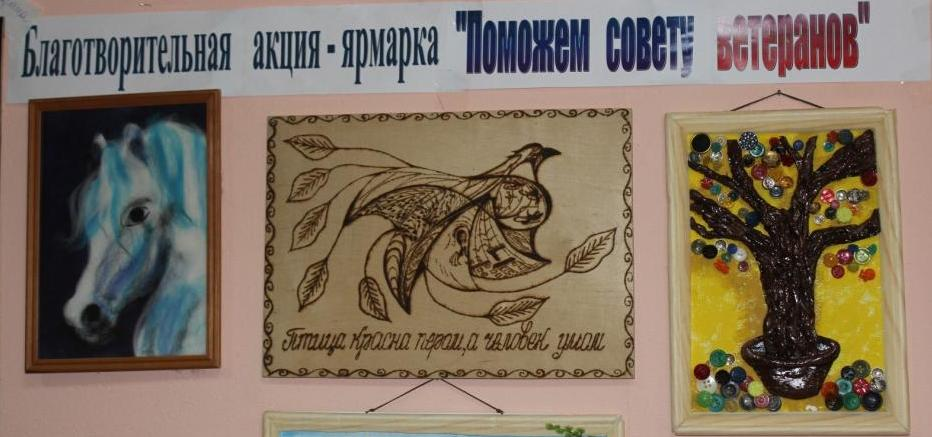 Благотворительная акция - ярмарка "Поможем совету ветеранов"
Птица красна пером, а человек умом